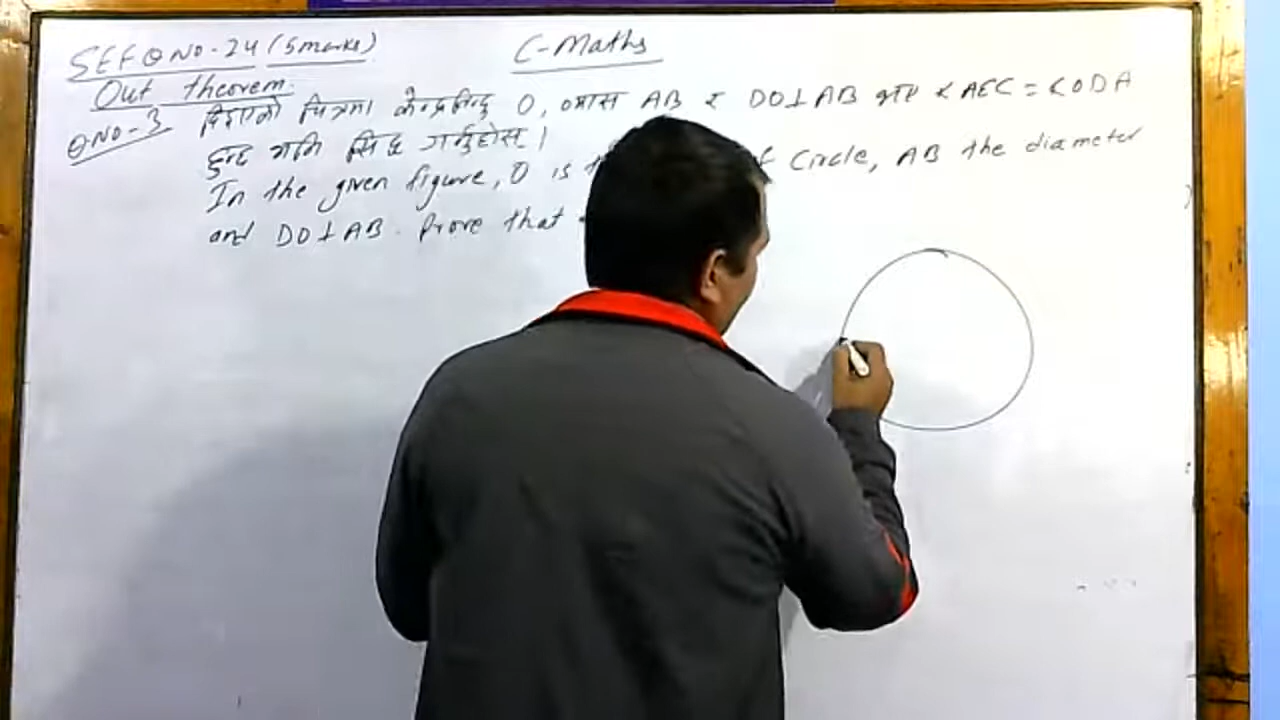 SEE Q NO-24 (5 marks)
C-Maths
Out theorem.
QNO-3 दिइएको चित्रमा केन्द्रबिन्दु O, व्यास AB र DO⊥AB भए ∢AEC = ∢ODA
हुन्छ भनि सिद्ध गर्नुहोस् ।
In the given figure, O is Circle, AB the diameter
and DO⊥AB. Prove that